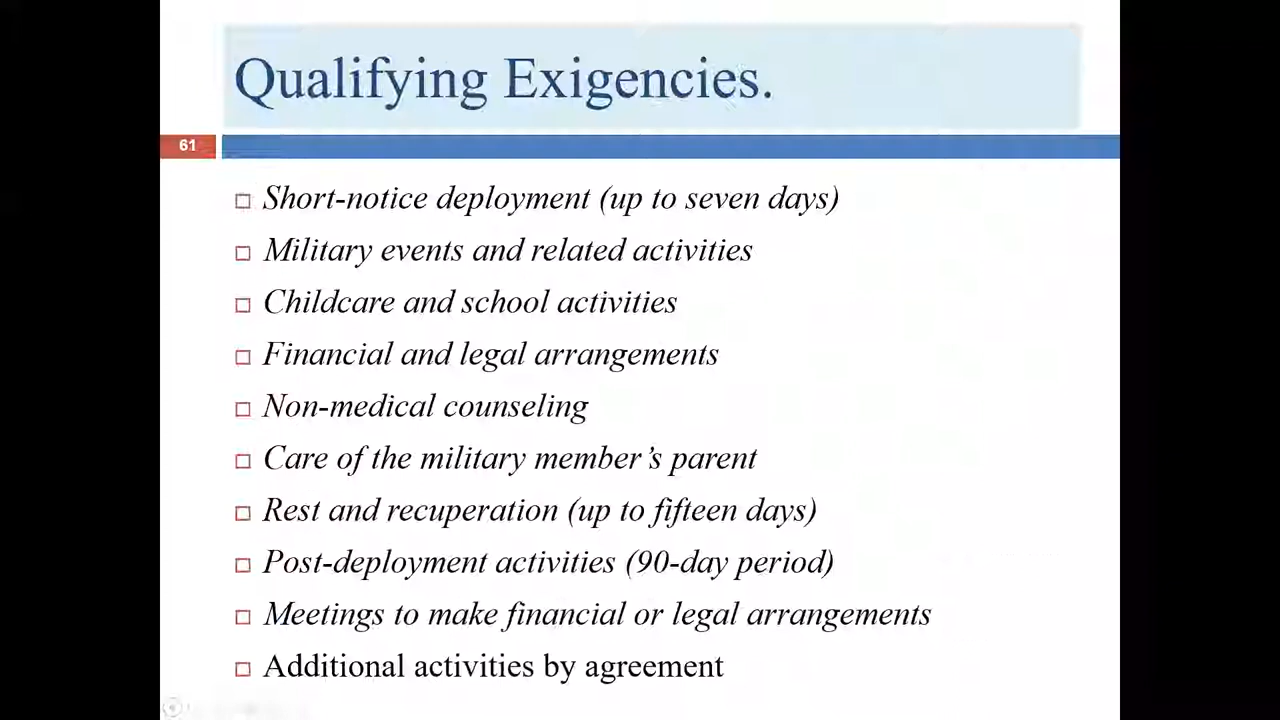 Qualifying Exigencies.
61
Short-notice deployment (up to seven days)
Military events and related activities
Childcare and school activities
Financial and legal arrangements
Non-medical counseling
Care of the military member’s parent
Rest and recuperation (up to fifteen days)
Post-deployment activities (90-day period)
Meetings to make financial or legal arrangements
Additional activities by agreement